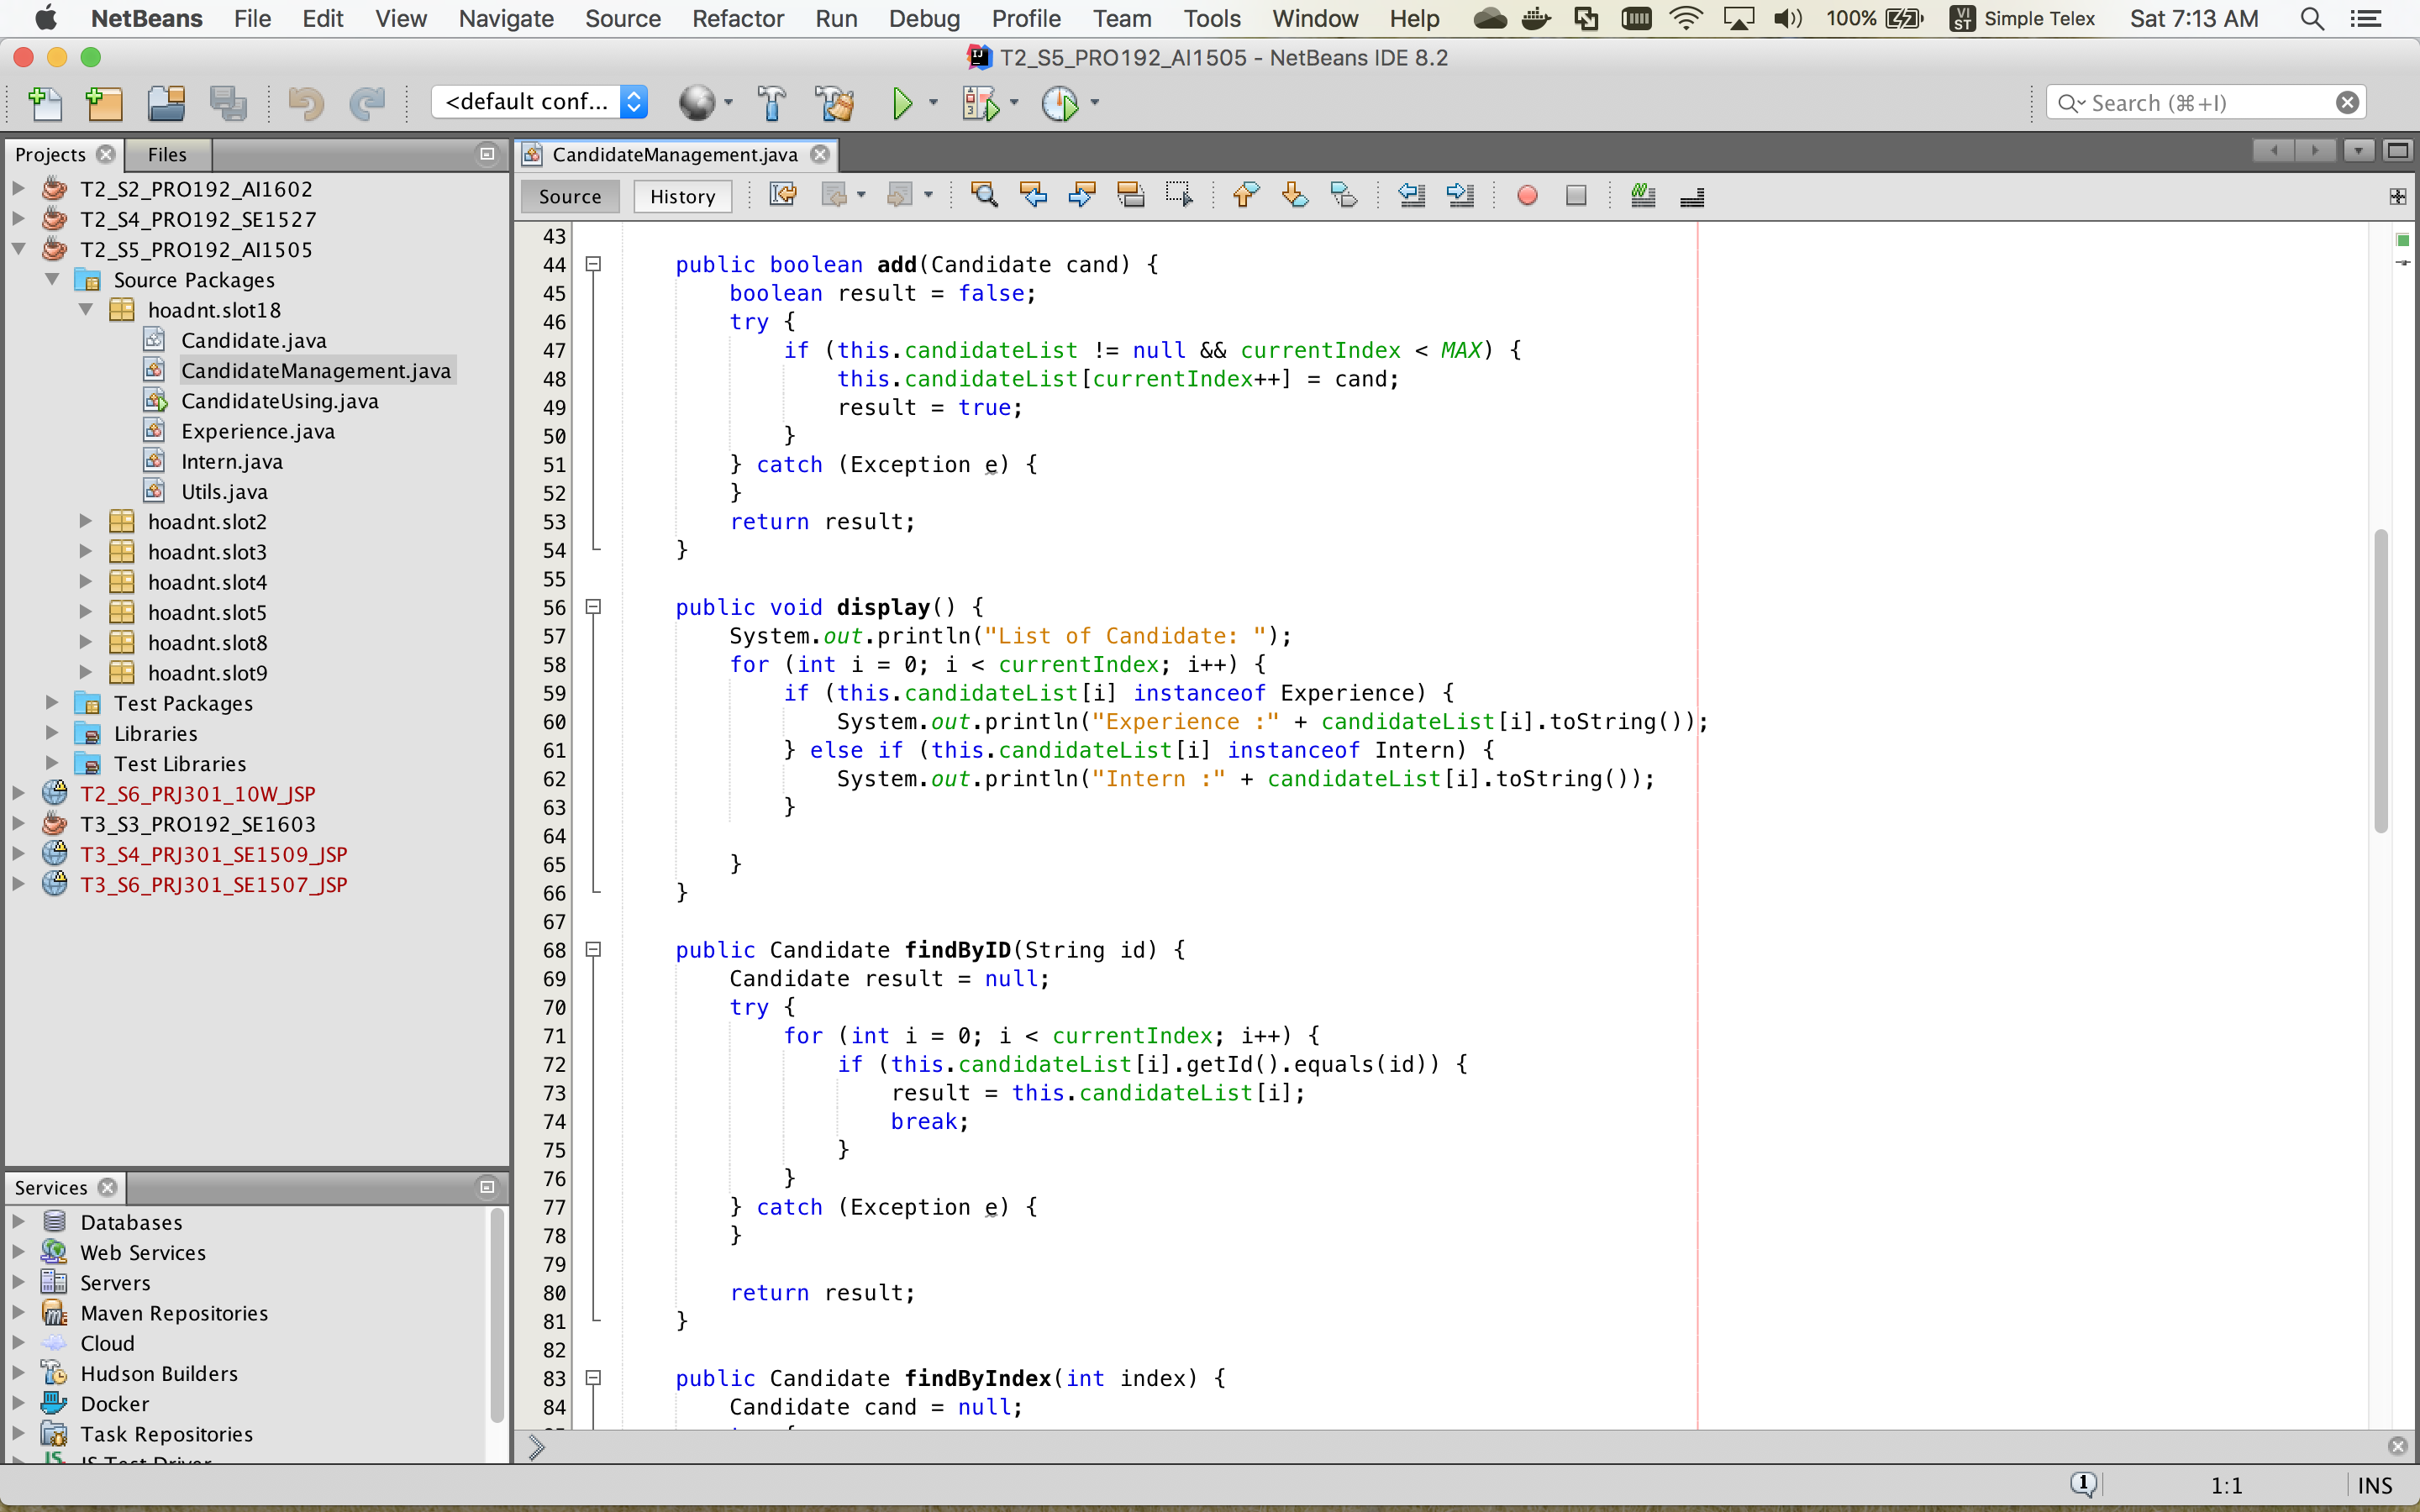 NetBeans File Edit View Navigate Source Refactor Run Debug Profile Team Tools Window Help 100% VI ST Simple Telex Sat 7:13 AM
T2_S5_PRO192_AI1505 - NetBeans IDE 8.2
<default conf... Search (⌘+I)
Projects Files
T2_S2_PRO192_AI1602
T2_S4_PRO192_SE1527
T2_S5_PRO192_AI1505
Source Packages
hoadnt.slot18
Candidate.java
CandidateManagement.java
CandidateUsing.java
Experience.java
Intern.java
Utils.java
hoadnt.slot2
hoadnt.slot3
hoadnt.slot4
hoadnt.slot5
hoadnt.slot8
hoadnt.slot9
Test Packages
Libraries
Test Libraries
T2_S6_PRJ301_10W_JSP
T3_S3_PRO192_SE1603
T3_S4_PRJ301_SE1509_JSP
T3_S6_PRJ301_SE1507_JSP
Services
Databases
Web Services
Servers
Maven Repositories
Cloud
Hudson Builders
Docker
Task Repositories
JS Test Driver
CandidateManagement.java
Source History
43
44 public boolean add(Candidate cand) {
45 boolean result = false;
46 try {
47 if (this.candidateList != null && currentIndex < MAX) {
48 this.candidateList[currentIndex++] = cand;
49 result = true;
50 }
51 } catch (Exception e) {
52 }
53 return result;
54 }
55
56 public void display() {
57 System.out.println("List of Candidate: ");
58 for (int i = 0; i < currentIndex; i++) {
59 if (this.candidateList[i] instanceof Experience) {
60 System.out.println("Experience :" + candidateList[i].toString());
61 } else if (this.candidateList[i] instanceof Intern) {
62 System.out.println("Intern :" + candidateList[i].toString());
63 }
64
65 }
66 }
67
68 public Candidate findByID(String id) {
69 Candidate result = null;
70 try {
71 for (int i = 0; i < currentIndex; i++) {
72 if (this.candidateList[i].getId().equals(id)) {
73 result = this.candidateList[i];
74 break;
75 }
76 }
77 } catch (Exception e) {
78 }
79
80 return result;
81 }
82
83 public Candidate findByIndex(int index) {
84 Candidate cand = null;
1 1:1 INS